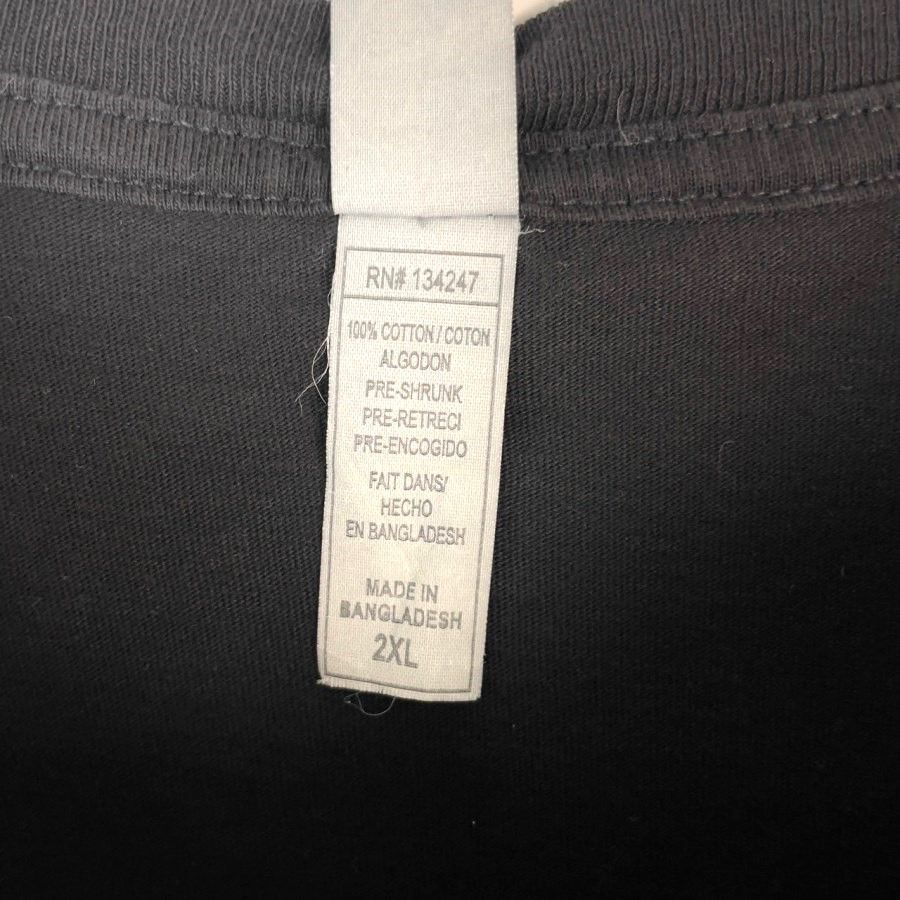 RN# 134247
100% COTTON / COTON
ALGODON
PRE-SHRUNK
PRE-RETRECI
PRE-ENCOGIDO
FAIT DANS/
HECHO
EN BANGLADESH
MADE IN
BANGLADESH
2XL